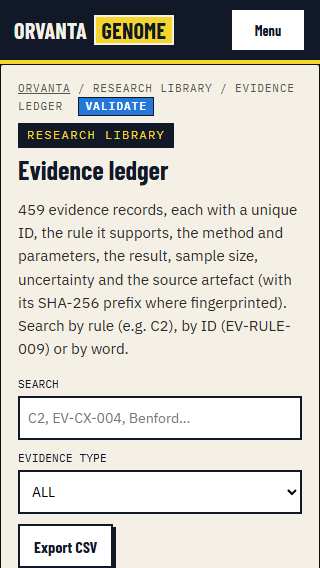 ORVANTA GENOME
Menu
ORVANTA / RESEARCH LIBRARY / EVIDENCE
LEDGER VALIDATE
RESEARCH LIBRARY
Evidence ledger
459 evidence records, each with a unique
ID, the rule it supports, the method and
parameters, the result, sample size,
uncertainty and the source artefact (with
its SHA-256 prefix where fingerprinted).
Search by rule (e.g. C2), by ID (EV-RULE-
009) or by word.
SEARCH
C2, EV-CX-004, Benford...
EVIDENCE TYPE
ALL
Export CSV